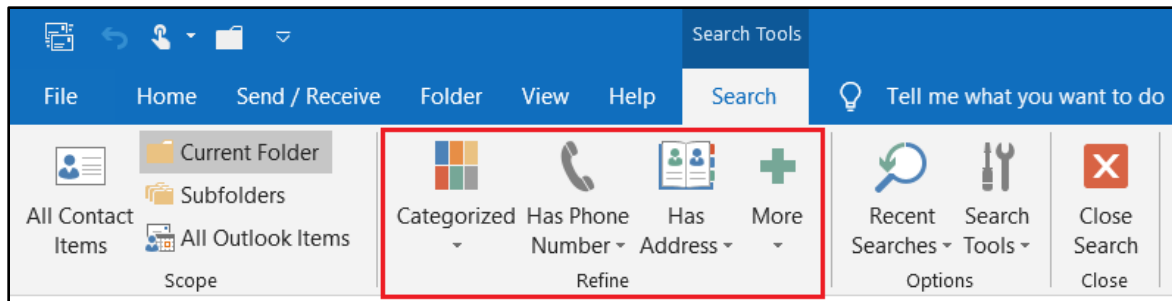 Search Tools
File Home Send / Receive Folder View Help Search Tell me what you want to do
All Contact Items
Current Folder
Subfolders
All Outlook Items
Scope
Categorized
Has Phone
Number
Has
Address
More
Refine
Recent
Searches
Search
Tools
Options
Close
Search
Close